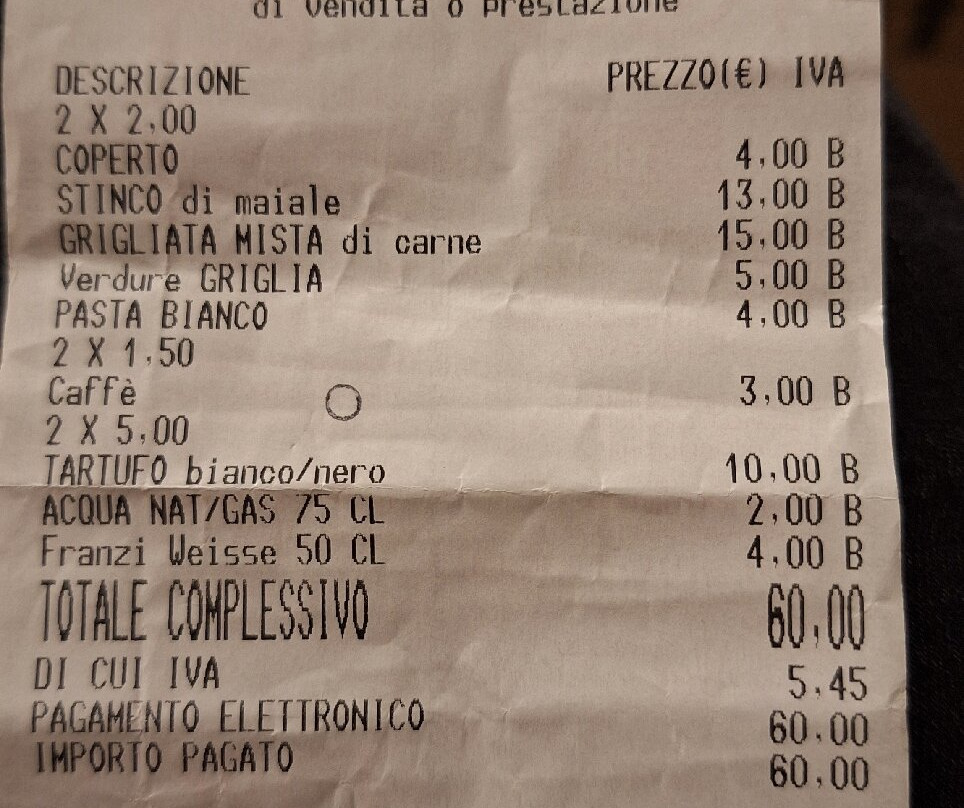 di Vendita o Prestazione
DESCRIZIONE PREZZO(€) IVA
2 X 2,00
COPERTO 4,00 B
STINCO di maiale 13,00 B
GRIGLIATA MISTA di carne 15,00 B
Verdure GRIGLIA 5,00 B
PASTA BIANCO 4,00 B
2 X 1,50
Caffè 3,00 B
2 X 5,00
TARTUFO bianco/nero 10,00 B
ACQUA NAT/GAS 75 CL 2,00 B
Franzi Weisse 50 CL 4,00 B
TOTALE COMPLESSIVO 60,00
DI CUI IVA 5,45
PAGAMENTO ELETTRONICO 60,00
IMPORTO PAGATO 60,00